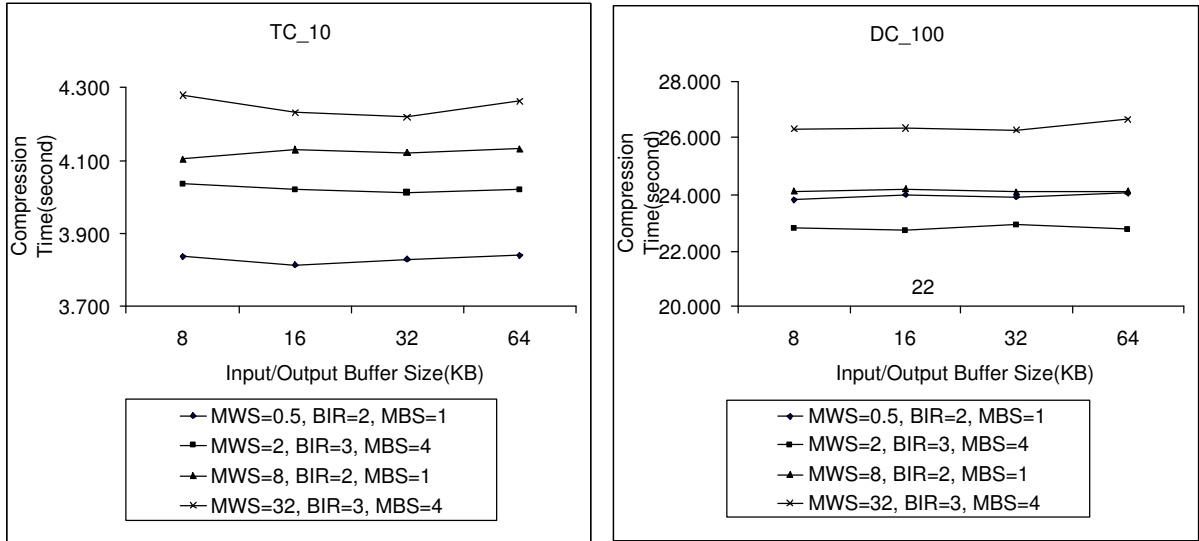 TC_10
4.300
4.100
3.900
3.700
Compression
Time(second)
8 16 32 64
Input/Output Buffer Size(KB)
MWS=0.5, BIR=2, MBS=1
MWS=2, BIR=3, MBS=4
MWS=8, BIR=2, MBS=1
MWS=32, BIR=3, MBS=4
DC_100
28.000
26.000
24.000
22.000
20.000
Compression
Time(second)
22
8 16 32 64
Input/Output Buffer Size(KB)
MWS=0.5, BIR=2, MBS=1
MWS=2, BIR=3, MBS=4
MWS=8, BIR=2, MBS=1
MWS=32, BIR=3, MBS=4